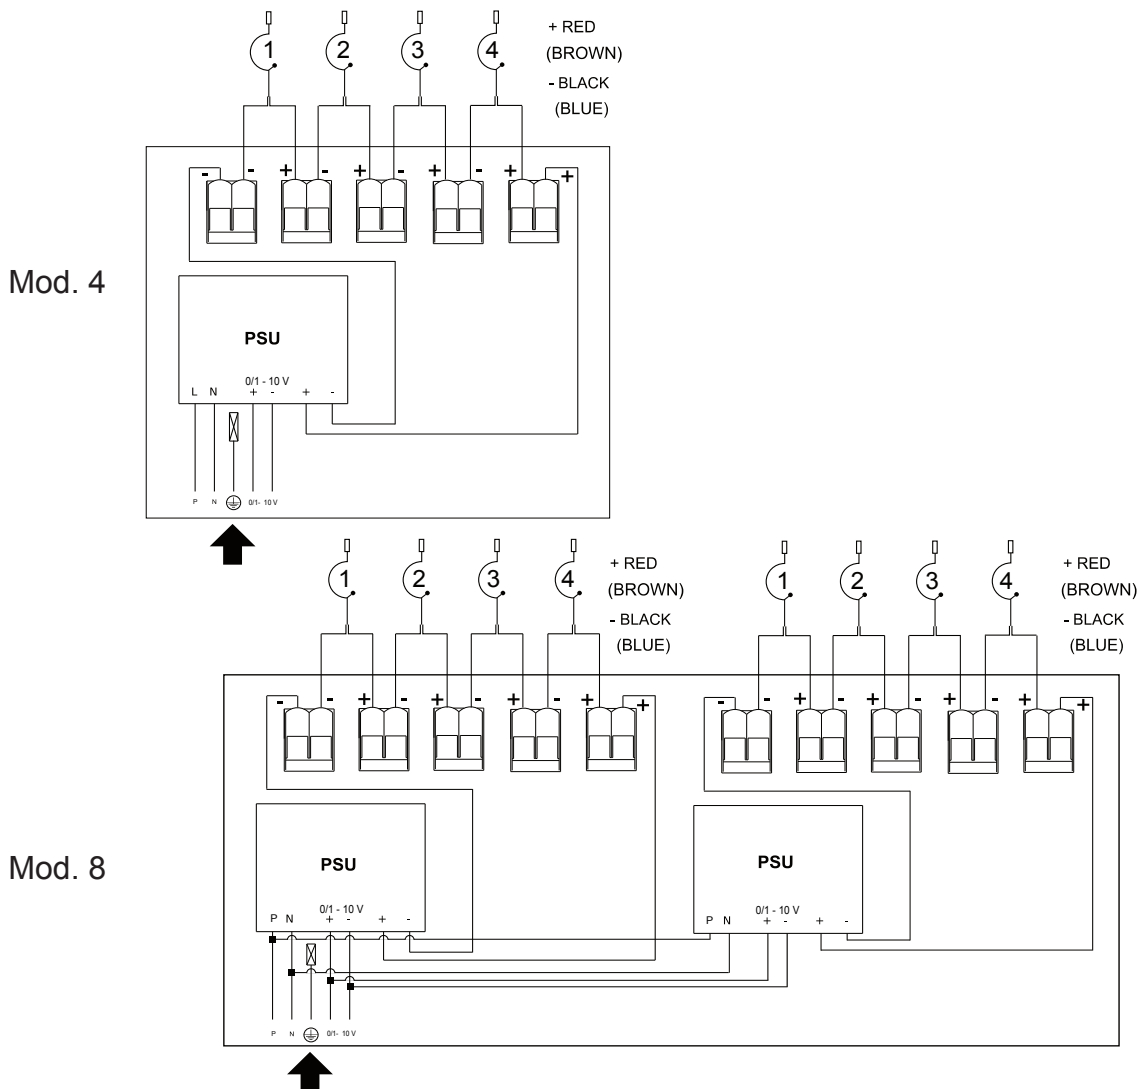 1 2 3 4
+ RED
(BROWN)
- BLACK
(BLUE)
- - + - + - + - + +
Mod. 4
PSU
0/1 - 10 V
L N + - + -
P N 0/1- 10 V
1 2 3 4
+ RED
(BROWN)
- BLACK
(BLUE)
1 2 3 4
+ RED
(BROWN)
- BLACK
(BLUE)
- - + - + - + - + +
- - + - + - + - + +
Mod. 8
PSU
0/1 - 10 V
P N + - + -
PSU
0/1 - 10 V
P N + - + -
P N 0/1- 10 V